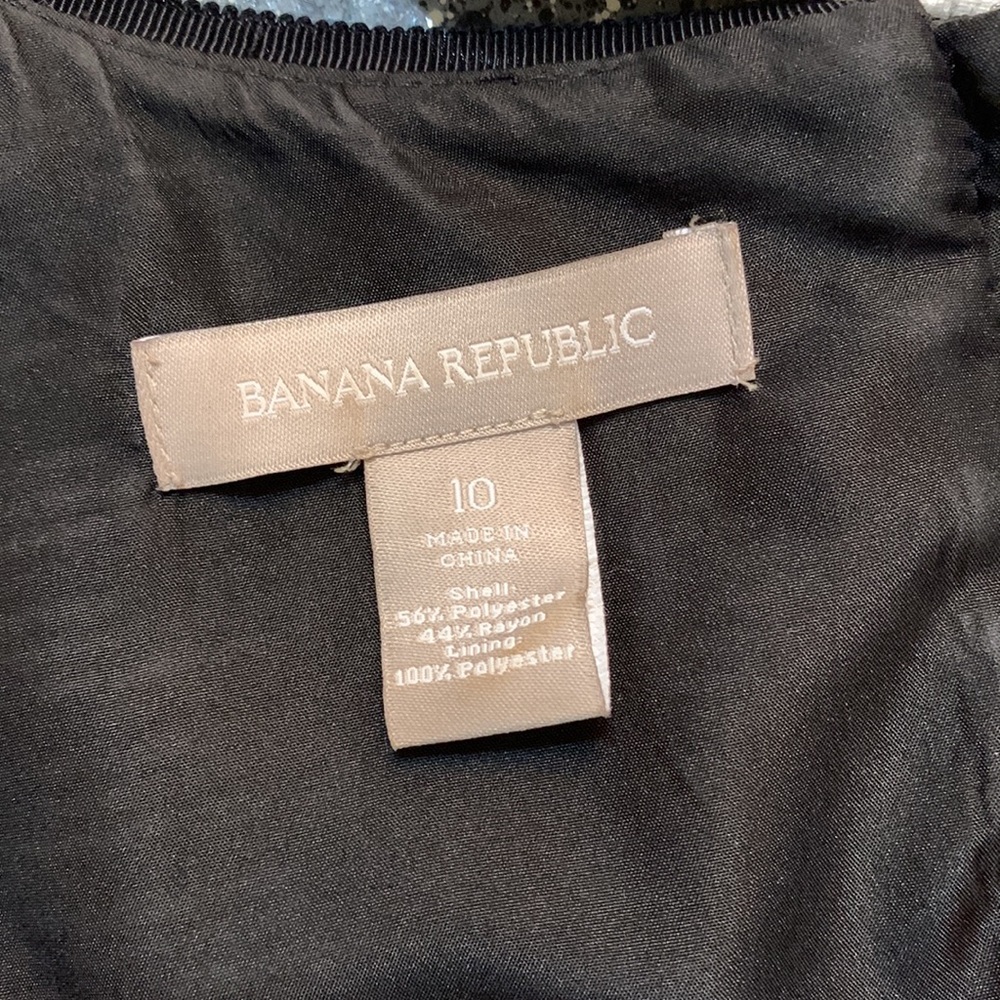 BANANA REPUBLIC
10
MADE IN
CHINA
Shell:
56% Polyester
44% Rayon
Lining:
100% Polyester